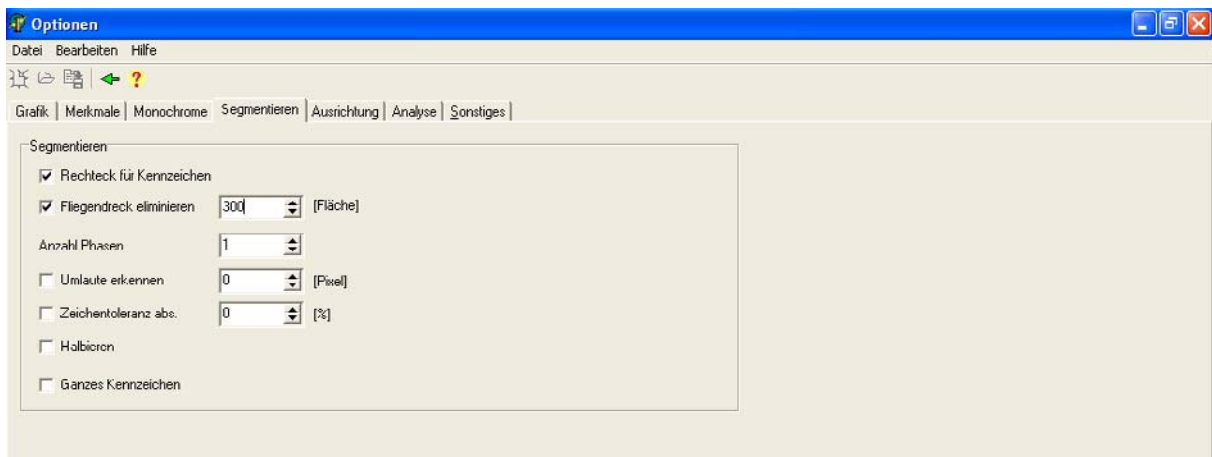 Optionen
Datei Bearbeiten Hilfe
?
Grafik Merkmale Monochrome Segmentieren Ausrichtung Analyse Sonstiges
Segmentieren
Rechteck für Kennzeichen
Fliegendreck eliminieren 300 [Fläche]
Anzahl Phasen 1
Umlaute erkennen 0 [Pixel]
Zeichentoleranz abs. 0 [%]
Halbieren
Ganzes Kennzeichen